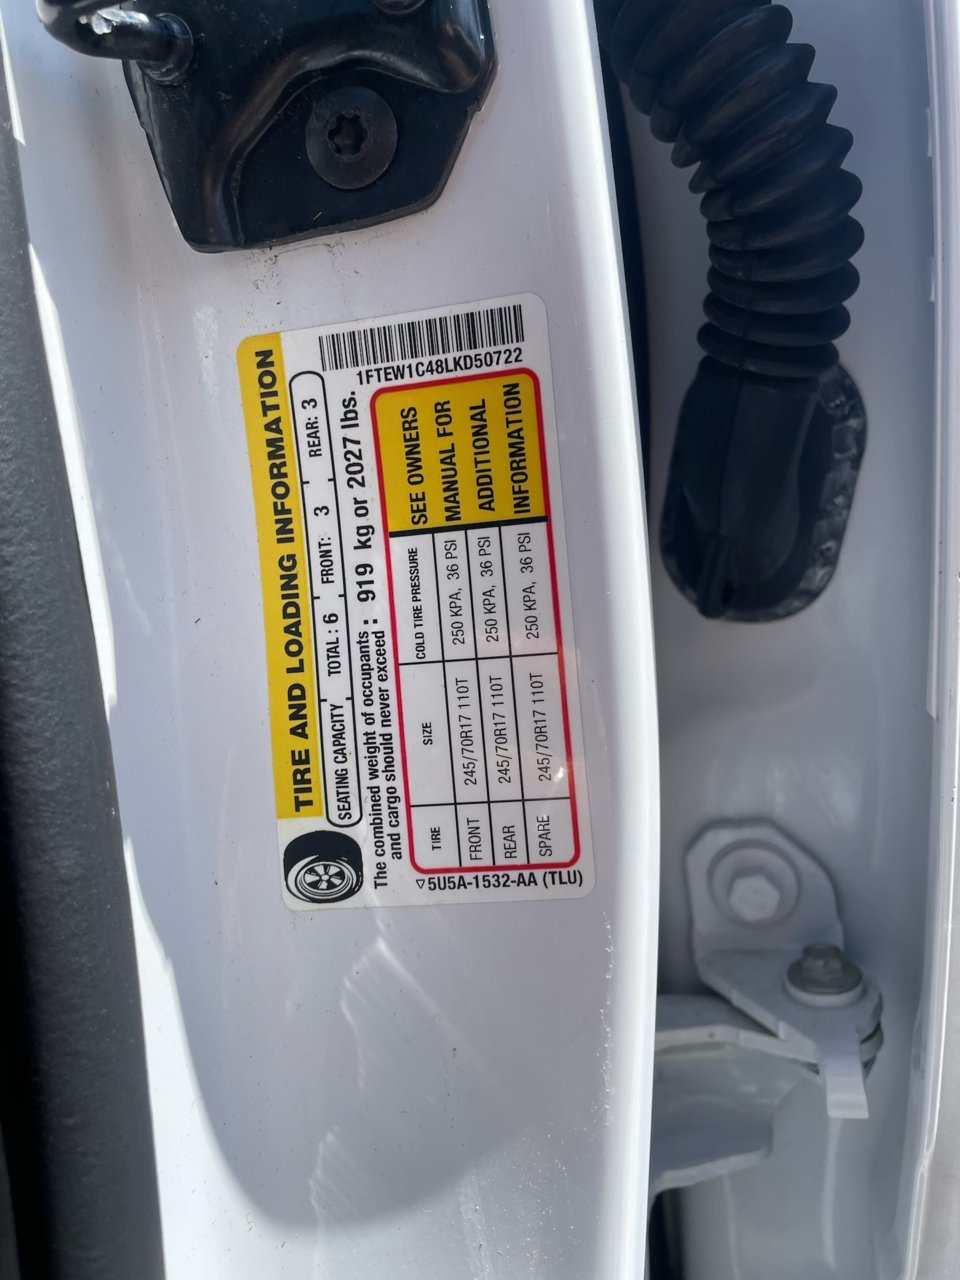 1FTEW1C48LKD50722
TIRE AND LOADING INFORMATION
SEATING CAPACITY TOTAL: 6 FRONT: 3 REAR: 3
The combined weight of occupants and cargo should never exceed: 919 kg or 2027 lbs.
TIRE SIZE COLD TIRE PRESSURE
FRONT 245/70R17 110T 250 KPA, 36 PSI
REAR 245/70R17 110T 250 KPA, 36 PSI
SPARE 245/70R17 110T 250 KPA, 36 PSI
SEE OWNERS
MANUAL FOR
ADDITIONAL
INFORMATION
5U5A-1532-AA (TLU)